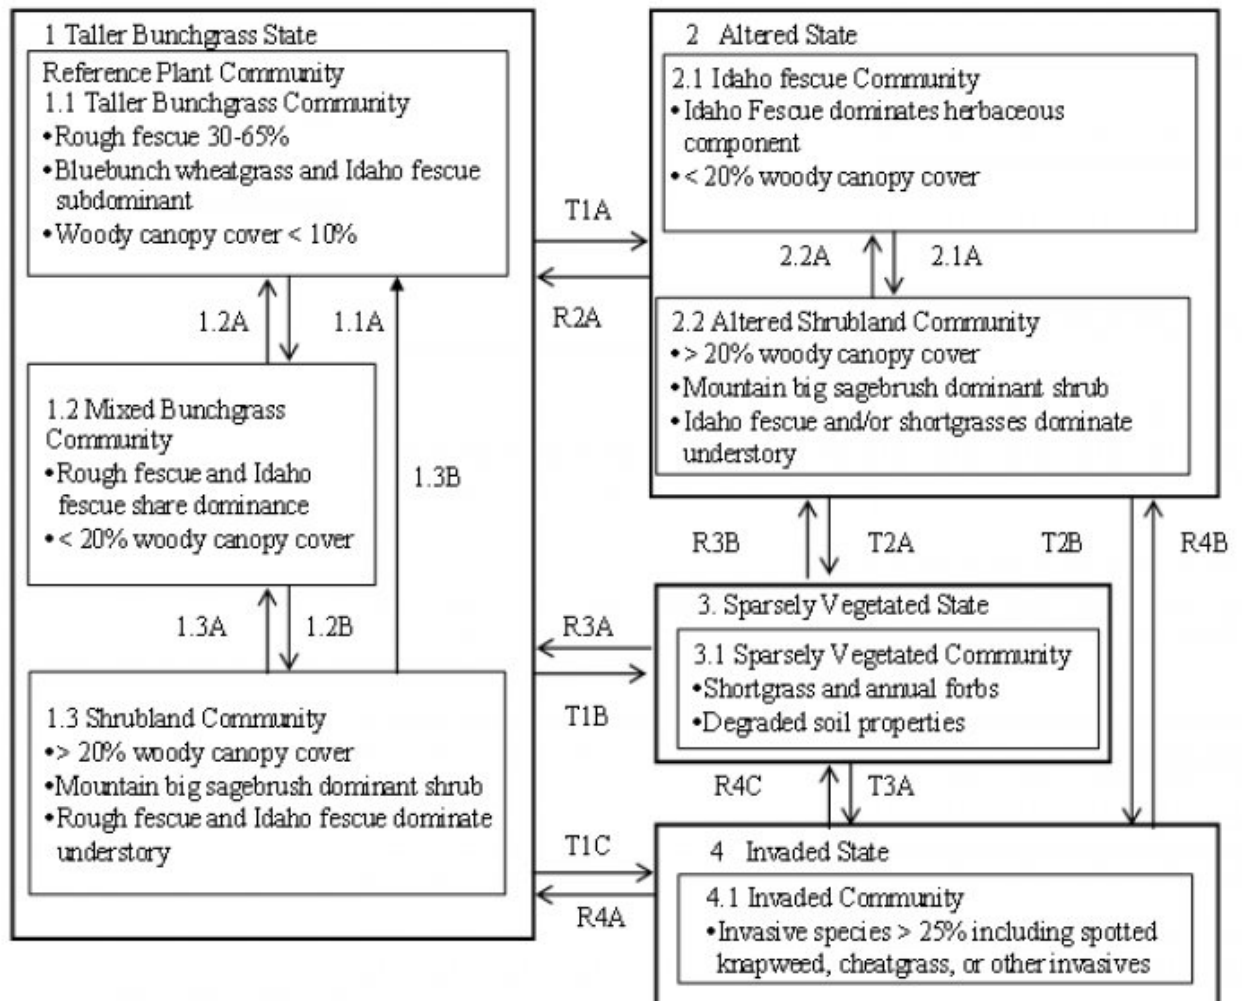 1 Taller Bunchgrass State
Reference Plant Community
1.1 Taller Bunchgrass Community
•Rough fescue 30-65%
•Bluebunch wheatgrass and Idaho fescue
subdominant
•Woody canopy cover < 10%
1.2A
1.1A
1.2 Mixed Bunchgrass
Community
•Rough fescue and Idaho
fescue share dominance
•< 20% woody canopy cover
1.3B
1.3A
1.2B
1.3 Shrubland Community
•> 20% woody canopy cover
•Mountain big sagebrush dominant shrub
•Rough fescue and Idaho fescue dominate
understory
T1A
R2A
R3A
T1B
T1C
R4A
2 Altered State
2.1 Idaho fescue Community
•Idaho Fescue dominates herbaceous
component
•< 20% woody canopy cover
2.2A
2.1A
2.2 Altered Shrubland Community
•> 20% woody canopy cover
•Mountain big sagebrush dominant shrub
•Idaho fescue and/or shortgrasses dominate
understory
R3B
T2A
T2B
R4B
3. Sparsely Vegetated State
3.1 Sparsely Vegetated Community
•Shortgrass and annual forbs
•Degraded soil properties
R4C
T3A
4 Invaded State
4.1 Invaded Community
•Invasive species > 25% including spotted
knapweed, cheatgrass, or other invasives